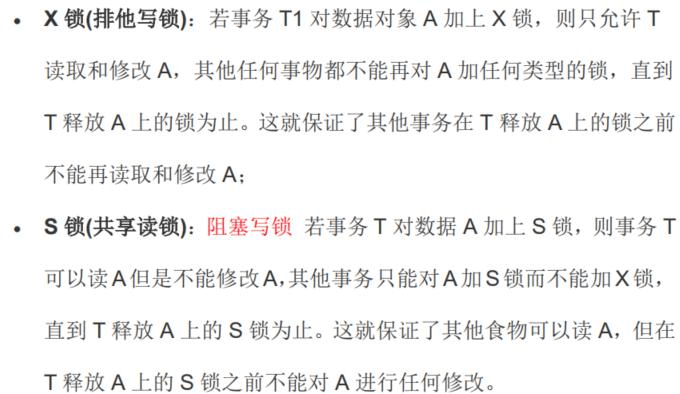 • X 锁(排他写锁)：若事务 T1 对数据对象 A 加上 X 锁，则只允许 T
读取和修改 A，其他任何事物都不能再对 A 加任何类型的锁，直到
T 释放 A 上的锁为止。这就保证了其他事务在 T 释放 A 上的锁之前
不能再读取和修改 A；
• S 锁(共享读锁)：阻塞写锁 若事务 T 对数据 A 加上 S 锁，则事务 T
可以读 A 但是不能修改 A，其他事务只能对 A 加 S 锁而不能加 X 锁，
直到 T 释放 A 上的 S 锁为止。这就保证了其他食物可以读 A，但在
T 释放 A 上的 S 锁之前不能对 A 进行任何修改。